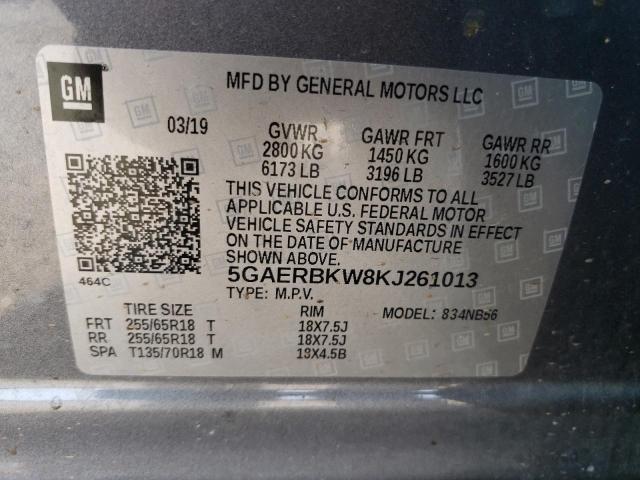 GM
MFD BY GENERAL MOTORS LLC
03/19 GVWR GAWR FRT GAWR RR
2800 KG 1450 KG 1600 KG
6173 LB 3196 LB 3527 LB
THIS VEHICLE CONFORMS TO ALL
APPLICABLE U.S. FEDERAL MOTOR
VEHICLE SAFETY STANDARDS IN EFFECT
ON THE DATE OF MANUFACTURE
SHOWN ABOVE.
464C 5GAERBKW8KJ261013
TYPE: M.P.V.
TIRE SIZE RIM MODEL: 834NB56
FRT 255/65R18 T 18X7.5J
RR 255/65R18 T 18X7.5J
SPA T135/70R18 M 18X4.5B